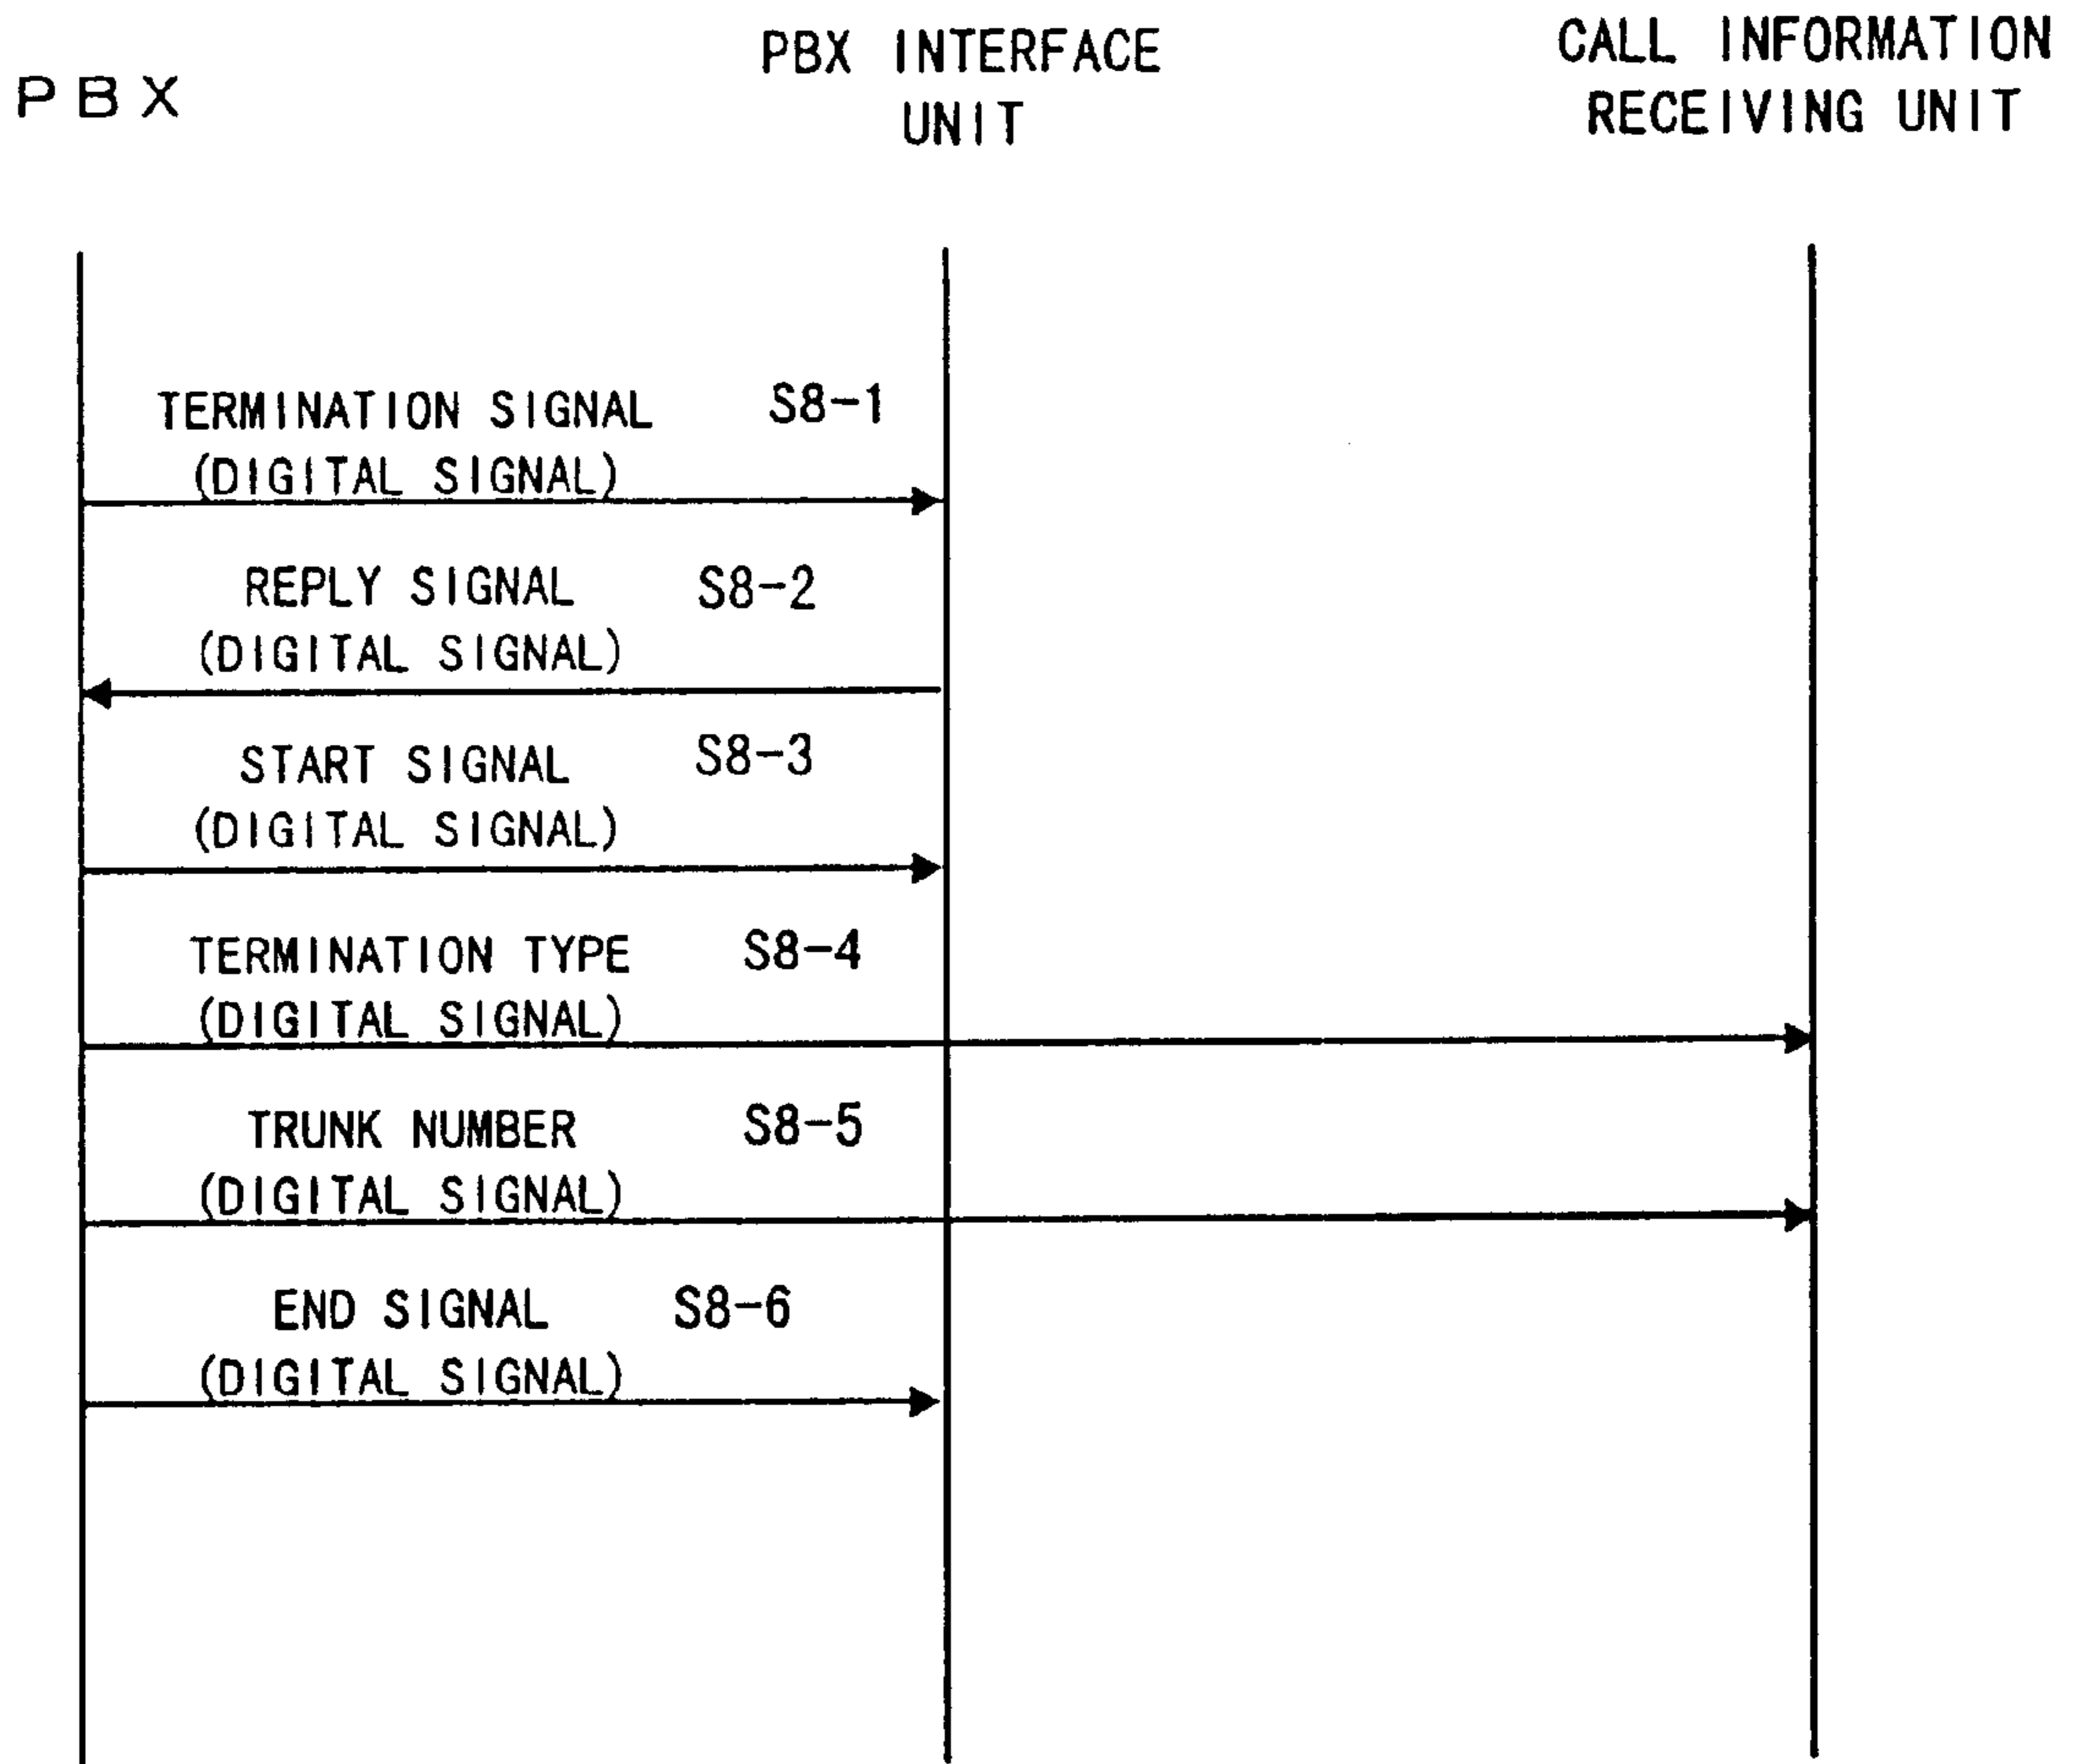 PBX
PBX INTERFACE
UNIT
CALL INFORMATION
RECEIVING UNIT
TERMINATION SIGNAL S8-1
(DIGITAL SIGNAL)
REPLY SIGNAL S8-2
(DIGITAL SIGNAL)
START SIGNAL S8-3
(DIGITAL SIGNAL)
TERMINATION TYPE S8-4
(DIGITAL SIGNAL)
TRUNK NUMBER S8-5
(DIGITAL SIGNAL)
END SIGNAL S8-6
(DIGITAL SIGNAL)